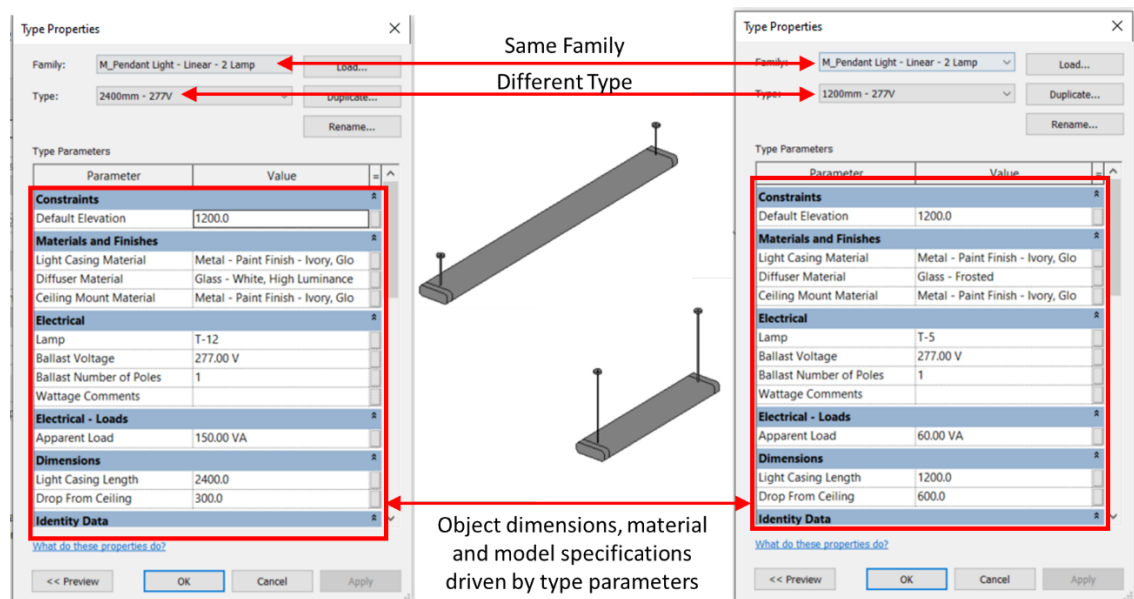 Type Properties
Family:
M_Pendant Light - Linear - 2 Lamp
Load...
Type:
2400mm - 277V
Duplicate...
Rename...
Type Parameters
Parameter Value =
Constraints
Default Elevation 1200.0
Materials and Finishes
Light Casing Material Metal - Paint Finish - Ivory, Glo
Diffuser Material Glass - White, High Luminance
Ceiling Mount Material Metal - Paint Finish - Ivory, Glo
Electrical
Lamp T-12
Ballast Voltage 277.00 V
Ballast Number of Poles 1
Wattage Comments
Electrical - Loads
Apparent Load 150.00 VA
Dimensions
Light Casing Length 2400.0
Drop From Ceiling 300.0
Identity Data
What do these properties do?
<< Preview OK Cancel Apply
Same Family
Different Type
Object dimensions, material
and model specifications
driven by type parameters
Type Properties
Family:
M_Pendant Light - Linear - 2 Lamp
Load...
Type:
1200mm - 277V
Duplicate...
Rename...
Type Parameters
Parameter Value =
Constraints
Default Elevation 1200.0
Materials and Finishes
Light Casing Material Metal - Paint Finish - Ivory, Glo
Diffuser Material Glass - Frosted
Ceiling Mount Material Metal - Paint Finish - Ivory, Glo
Electrical
Lamp T-5
Ballast Voltage 277.00 V
Ballast Number of Poles 1
Wattage Comments
Electrical - Loads
Apparent Load 60.00 VA
Dimensions
Light Casing Length 1200.0
Drop From Ceiling 600.0
Identity Data
What do these properties do?
<< Preview OK Cancel Apply